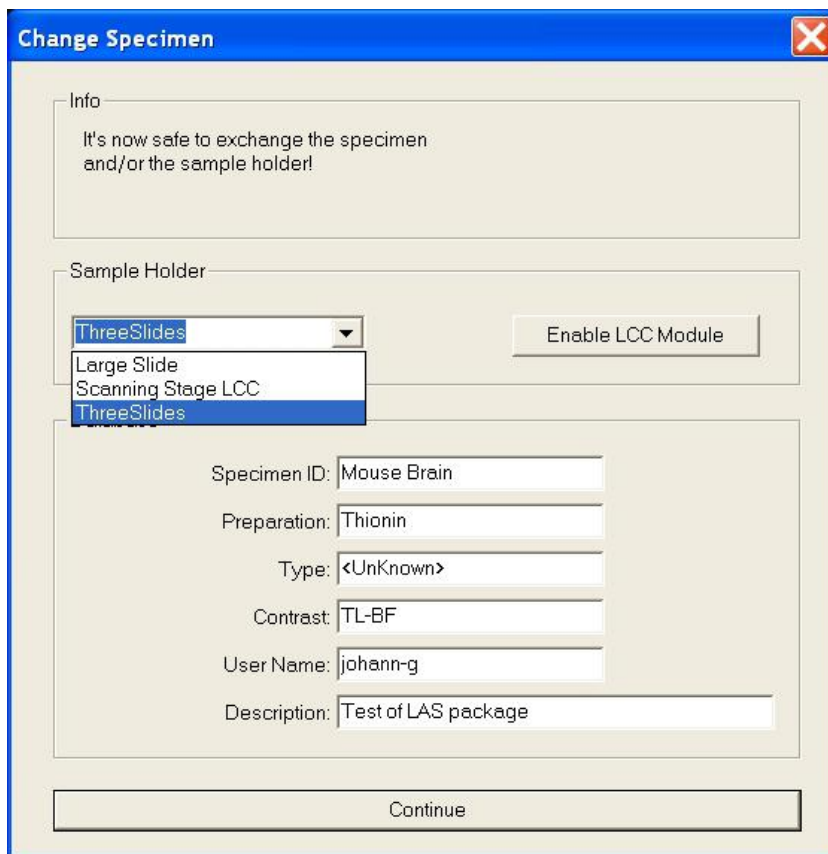 Change Specimen
Info
It's now safe to exchange the specimen
and/or the sample holder!
Sample Holder
ThreeSlides
Enable LCC Module
Large Slide
Scanning Stage LCC
ThreeSlides
Specimen ID: Mouse Brain
Preparation: Thionin
Type: <UnKnown>
Contrast: TL-BF
User Name: johann-g
Description: Test of LAS package
Continue